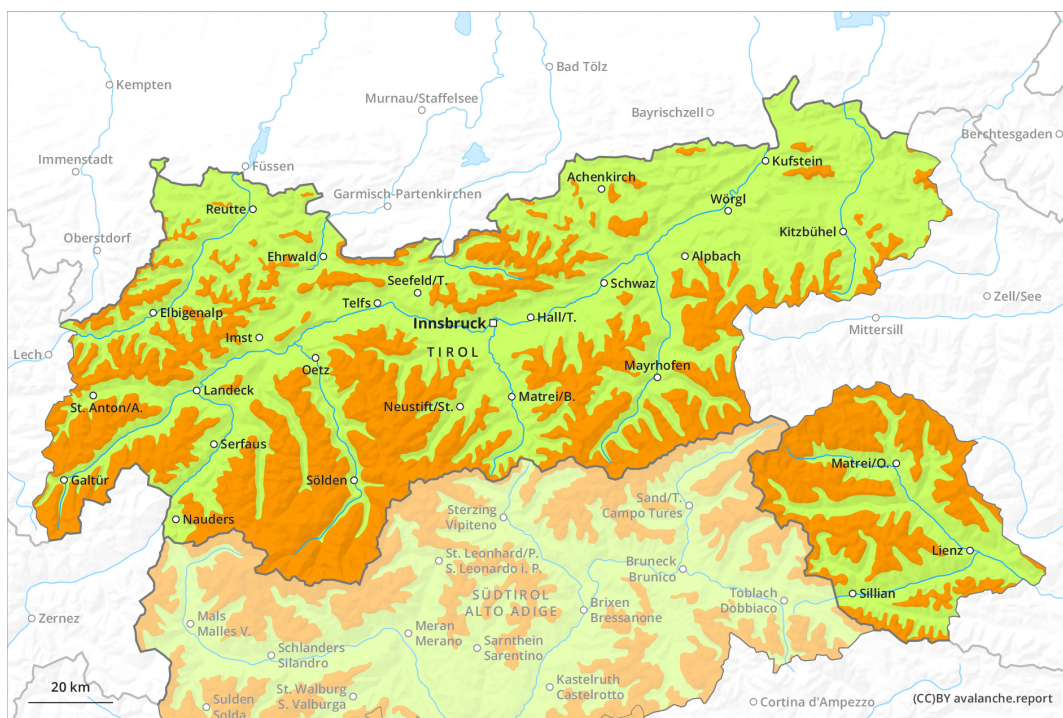 Bad Tölz
Kempten
Murnau/Staffelsee
Bayrischzell
Berchtesgaden
Immenstadt
Füssen
Kufstein
Achenkirch
Garmisch-Partenkirchen
Wörgl
Reutte
Oberstdorf
Kitzbühel
Ehrwald
Alpbach
Seefeld/T.
Schwaz
Zell/See
Telfs
Elbigenalp
Innsbruck
Hall/T.
Mittersill
Imst
Lech
TIROL
Oetz
Mayrhofen
Landeck
St. Anton/A.
Neustift/St.
Matrei/B.
Serfaus
Matrei/O.
Galtür
Sölden
Sand/T.
Campo Tures
Sterzing
Vipiteno
Nauders
Lienz
St. Leonhard/P.
S. Leonardo i. P.
Bruneck
Brunico
Sillian
SÜDTIROL
ALTO ADIGE
Toblach
Dobbiaco
Brixen
Bressanone
Zernez
Mals
Malles V.
Meran
Merano
Sarnthein
Sarentino
Schlanders
Silandro
Kastelruth
Castelrotto
20 km
St. Walburg
S. Valburga
Sulden
Solda
Cortina d'Ampezzo
(CC)BY avalanche.report